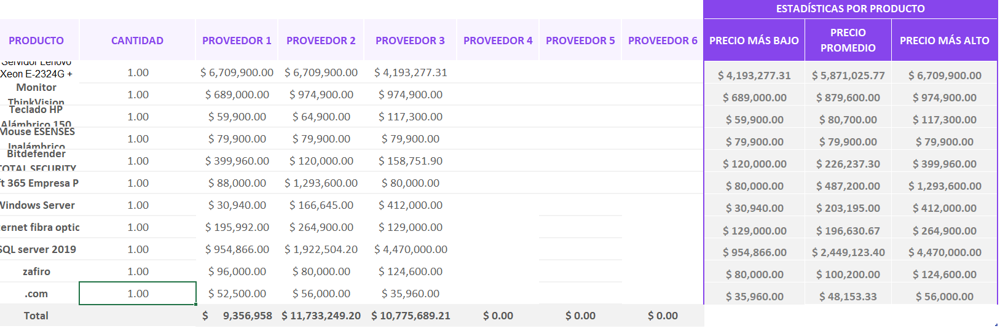 ESTADÍSTICAS POR PRODUCTO
PRODUCTO CANTIDAD PROVEEDOR 1 PROVEEDOR 2 PROVEEDOR 3 PROVEEDOR 4 PROVEEDOR 5 PROVEEDOR 6 PRECIO MÁS BAJO PRECIO PROMEDIO PRECIO MÁS ALTO
Servidor Lenovo
Xeon E-2324G + 1.00 $ 6,709,900.00 $ 6,709,900.00 $ 4,193,277.31 $ 4,193,277.31 $ 5,871,025.77 $ 6,709,900.00
Monitor
ThinkVision 1.00 $ 689,000.00 $ 974,900.00 $ 974,900.00 $ 689,000.00 $ 879,600.00 $ 974,900.00
Teclado HP
Alámbrico 150 1.00 $ 59,900.00 $ 64,900.00 $ 117,300.00 $ 59,900.00 $ 80,700.00 $ 117,300.00
Mouse ESENSES
Inalámbrico 1.00 $ 79,900.00 $ 79,900.00 $ 79,900.00 $ 79,900.00 $ 79,900.00 $ 79,900.00
Bitdefender
TOTAL SECURITY 1.00 $ 399,960.00 $ 120,000.00 $ 158,751.90 $ 120,000.00 $ 226,237.30 $ 399,960.00
ft 365 Empresa P 1.00 $ 88,000.00 $ 1,293,600.00 $ 80,000.00 $ 80,000.00 $ 487,200.00 $ 1,293,600.00
Windows Server 1.00 $ 30,940.00 $ 166,645.00 $ 412,000.00 $ 30,940.00 $ 203,195.00 $ 412,000.00
ernet fibra optic 1.00 $ 195,992.00 $ 264,900.00 $ 129,000.00 $ 129,000.00 $ 196,630.67 $ 264,900.00
SQL server 2019 1.00 $ 954,866.00 $ 1,922,504.20 $ 4,470,000.00 $ 954,866.00 $ 2,449,123.40 $ 4,470,000.00
zafiro 1.00 $ 96,000.00 $ 80,000.00 $ 124,600.00 $ 80,000.00 $ 100,200.00 $ 124,600.00
.com 1.00 $ 52,500.00 $ 56,000.00 $ 35,960.00 $ 35,960.00 $ 48,153.33 $ 56,000.00
Total $ 9,356,958 $ 11,733,249.20 $ 10,775,689.21 $ 0.00 $ 0.00 $ 0.00